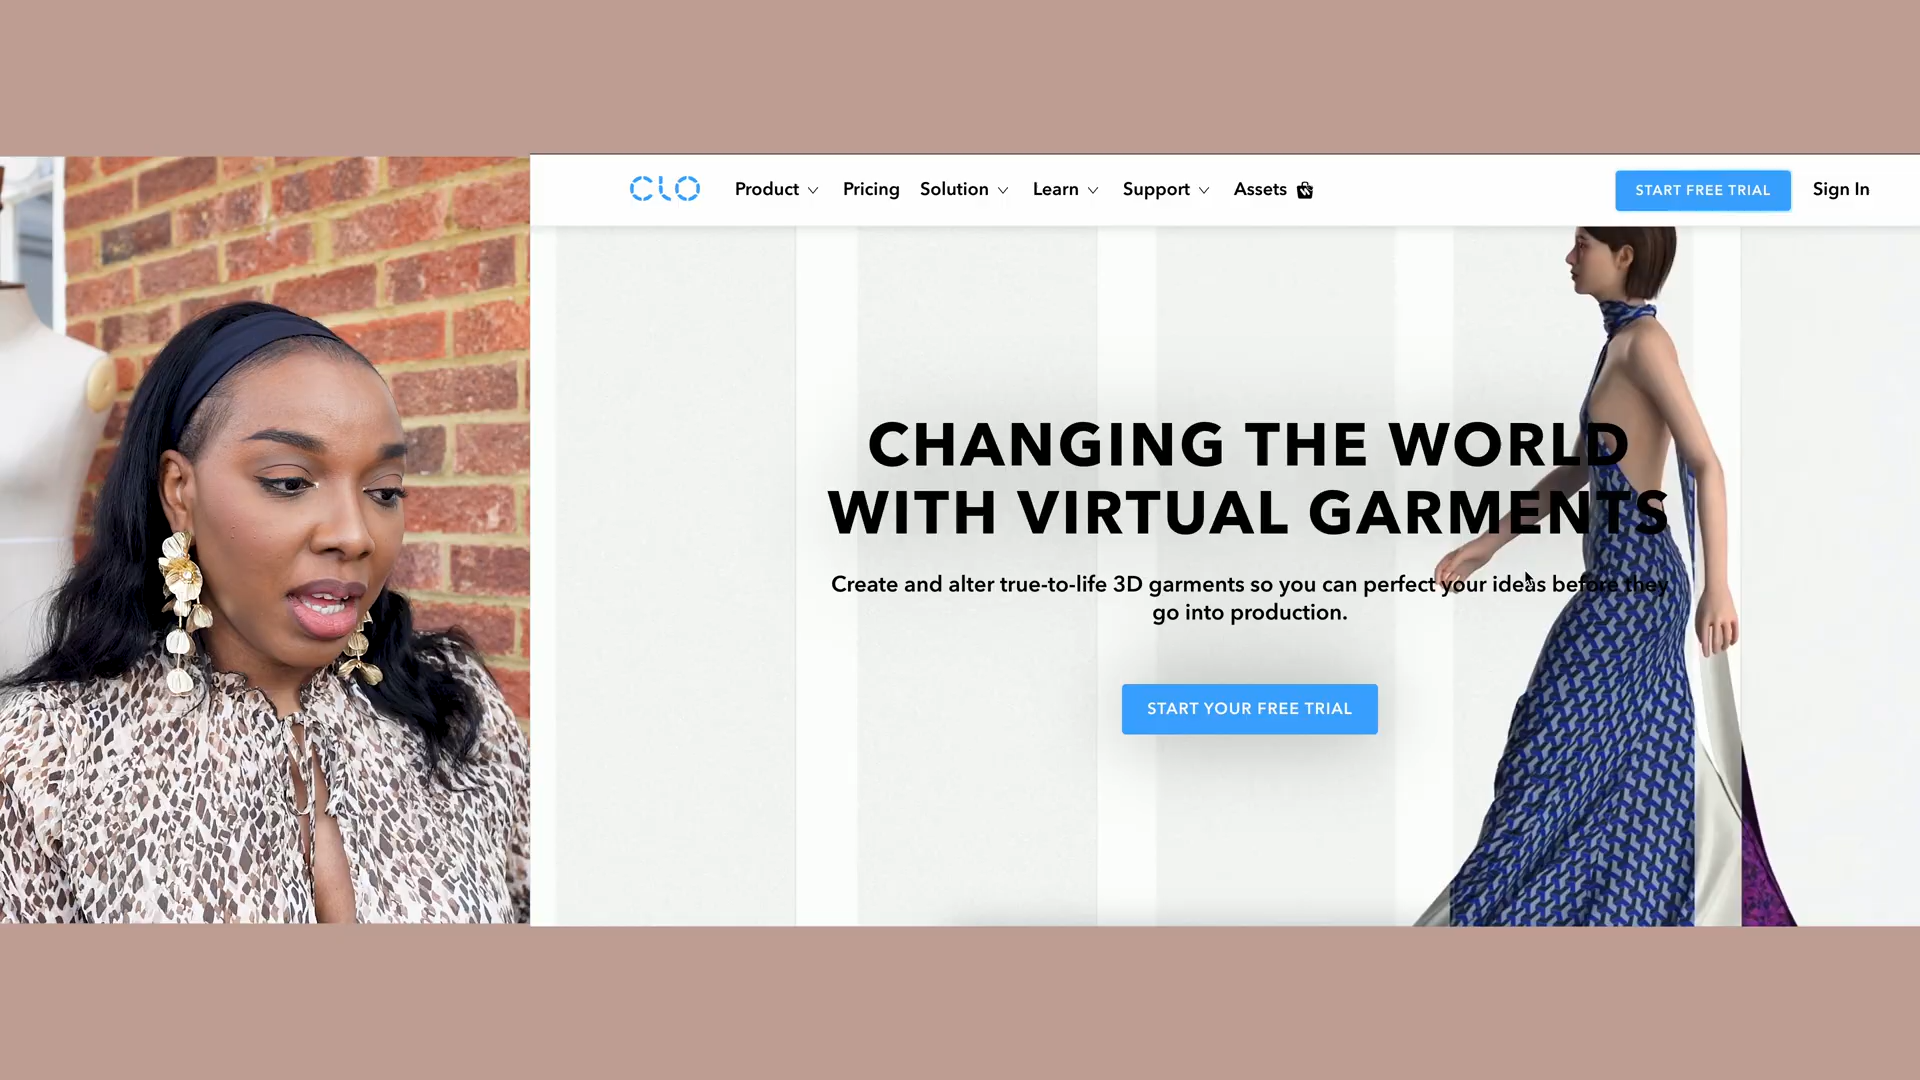 CLO
Product
Pricing
Solution
Learn
Support
Assets
START FREE TRIAL
Sign In
CHANGING THE WORLD
WITH VIRTUAL GARMENTS
Create and alter true-to-life 3D garments so you can perfect your ideas before they
go into production.
START YOUR FREE TRIAL